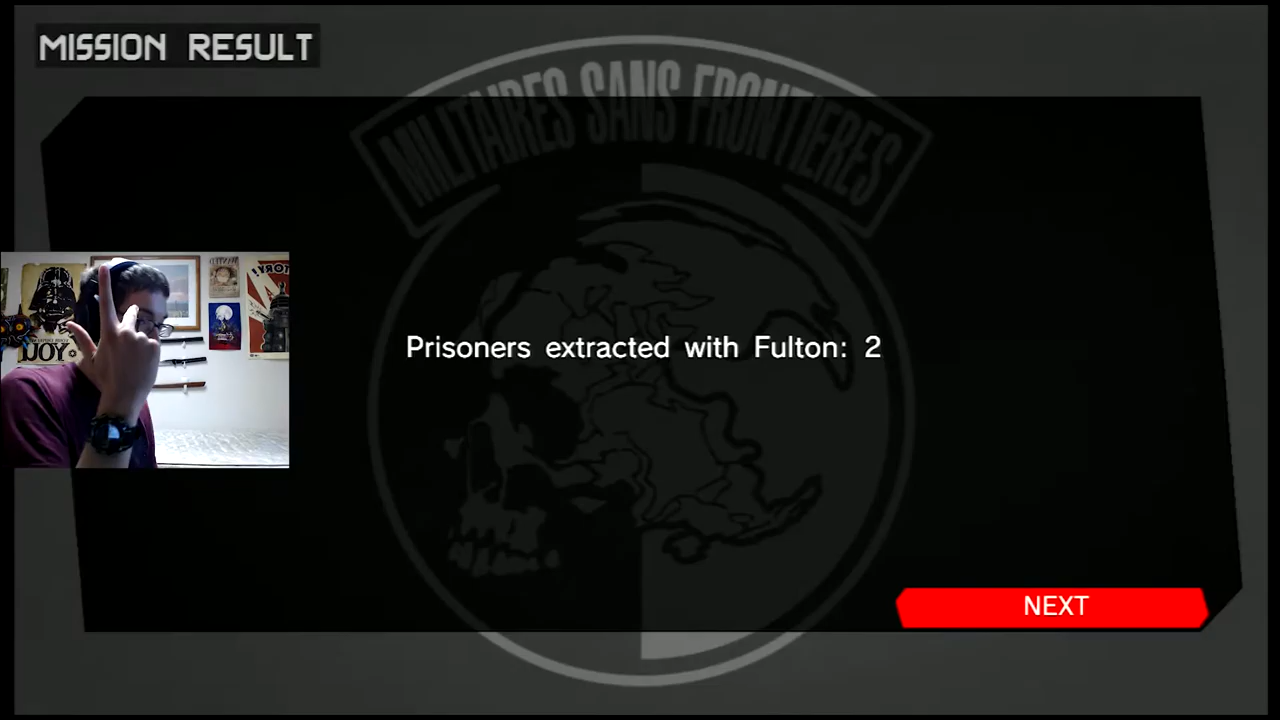 MISSION RESULT
MILITAIRES SANS FRONTIERES
Prisoners extracted with Fulton: 2
NEXT